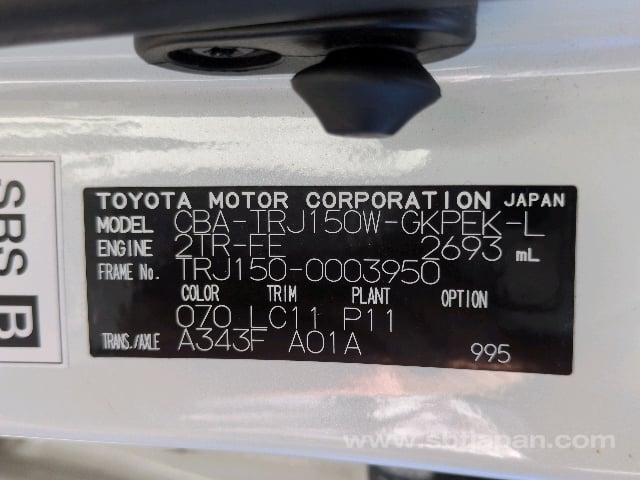 TOYOTA MOTOR CORPORATION JAPAN
MODEL CBA-TRJ150W-GKPEK-L
ENGINE 2TR-FE 2693 mL
FRAME No. TRJ150-0003950
COLOR TRIM PLANT OPTION
070 LC11 P11
TRANS./AXLE A343F A01A 995
SRS B
www.sbtjapan.com